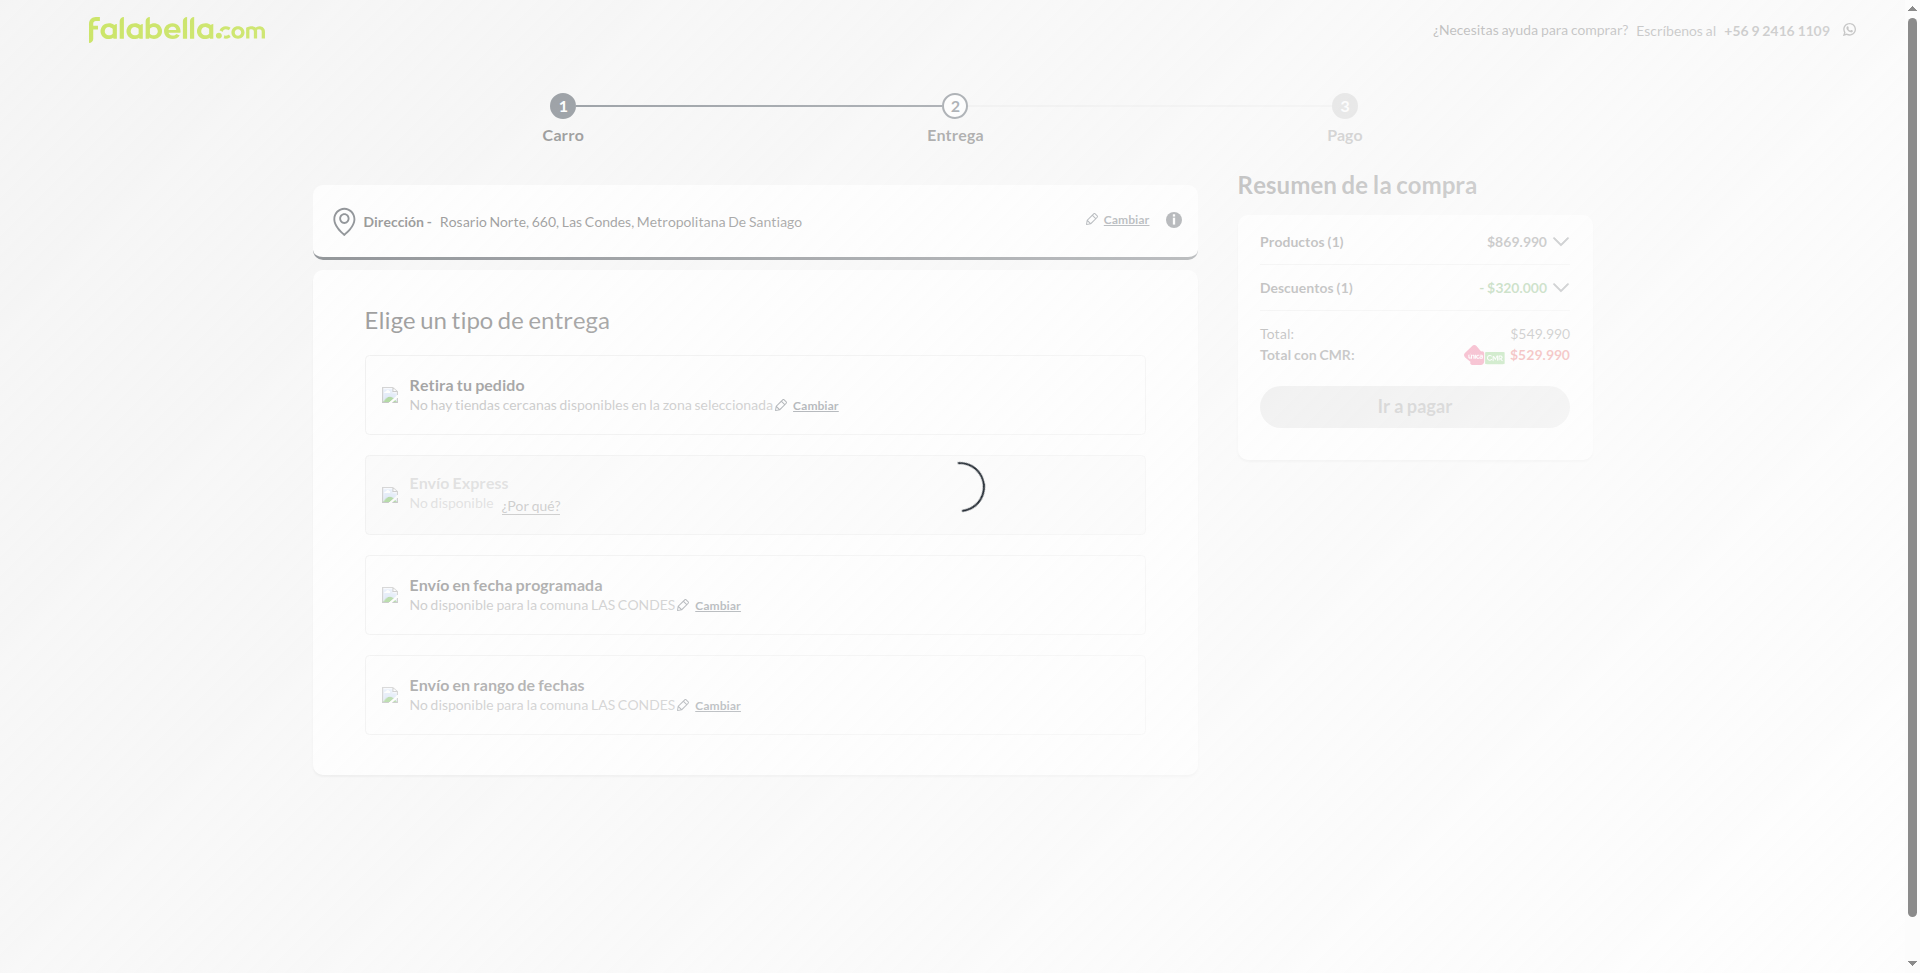 falabella.com
¿Necesitas ayuda para comprar? Escríbenos al +56 9 2416 1109
1
2
3
Carro
Entrega
Pago
Dirección - Rosario Norte, 660, Las Condes, Metropolitana De Santiago
Cambiar
Elige un tipo de entrega
Retira tu pedido
No hay tiendas cercanas disponibles en la zona seleccionada Cambiar
Envío Express
No disponible ¿Por qué?
Envío en fecha programada
No disponible para la comuna LAS CONDES Cambiar
Envío en rango de fechas
No disponible para la comuna LAS CONDES Cambiar
Resumen de la compra
Productos (1) $869.990
Descuentos (1) - $320.000
Total: $549.990
Total con CMR: CMR $529.990
Ir a pagar